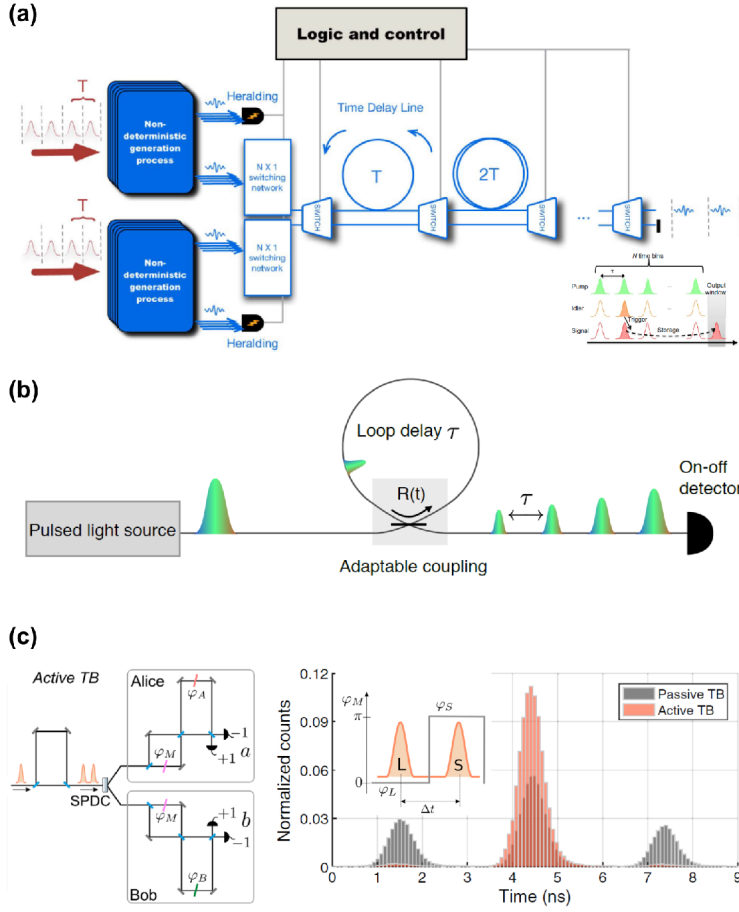 (a)
Logic and control
T
Heralding
Non-
deterministic
generation
process
N X 1
switching
network
Time Delay Line
T
2T
SWITCH
SWITCH
SWITCH
...
SWITCH
T
Non-
deterministic
generation
process
N X 1
switching
network
Heralding
N time bins
τ
Pump
...
Output
window
Idler
...
Trigger
Signal
Storage
...
(b)
Loop delay τ
R(t)
On-off
detector
Pulsed light source
τ
Adaptable coupling
(c)
Active TB
Alice
φA
−1
+1 a
φM
SPDC
+1 b
φM
−1
φB
Bob
Normalized counts
0.12
0.09
0.06
0.03
0
0 1 2 3 4 5 6 7 8 9
Time (ns)
Passive TB
Active TB
φM
π
φS
L
S
0
φL
Δt